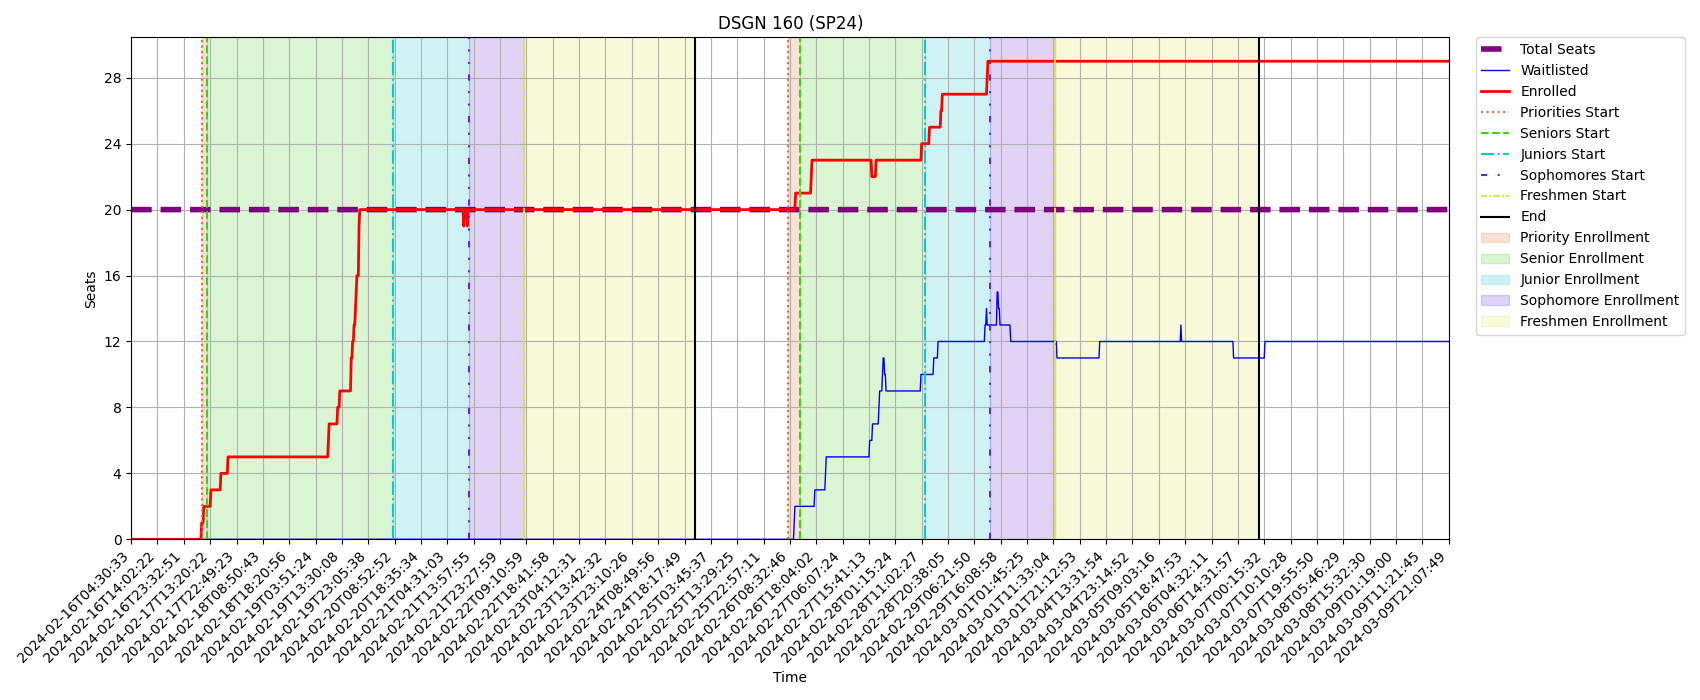 DSGN 160 (SP24)
Seats
28
24
20
16
12
8
4
0
2024-02-16T04:30:33
2024-02-16T14:02:22
2024-02-16T23:32:51
2024-02-17T13:20:22
2024-02-17T22:49:23
2024-02-18T08:50:43
2024-02-18T18:20:56
2024-02-19T03:51:24
2024-02-19T13:30:08
2024-02-19T23:05:38
2024-02-20T08:52:52
2024-02-20T18:35:34
2024-02-21T04:31:03
2024-02-21T13:57:55
2024-02-21T23:27:59
2024-02-22T09:10:59
2024-02-22T18:41:58
2024-02-23T04:12:31
2024-02-23T13:42:32
2024-02-23T23:10:26
2024-02-24T08:49:56
2024-02-24T18:17:49
2024-02-25T03:45:37
2024-02-25T13:29:25
2024-02-25T22:57:11
2024-02-26T08:32:46
2024-02-26T18:04:02
2024-02-27T06:07:24
2024-02-27T15:41:13
2024-02-28T01:15:24
2024-02-28T11:02:27
2024-02-28T20:38:05
2024-02-29T06:21:50
2024-02-29T16:08:58
2024-03-01T01:45:25
2024-03-01T11:33:04
2024-03-01T21:12:53
2024-03-04T13:31:54
2024-03-04T23:14:52
2024-03-05T09:03:16
2024-03-05T18:47:53
2024-03-06T04:32:11
2024-03-06T14:31:57
2024-03-07T00:15:32
2024-03-07T10:10:28
2024-03-07T19:55:50
2024-03-08T05:46:29
2024-03-08T15:32:30
2024-03-09T01:19:00
2024-03-09T11:21:45
2024-03-09T21:07:49
Time
Total Seats
Waitlisted
Enrolled
Priorities Start
Seniors Start
Juniors Start
Sophomores Start
Freshmen Start
End
Priority Enrollment
Senior Enrollment
Junior Enrollment
Sophomore Enrollment
Freshmen Enrollment